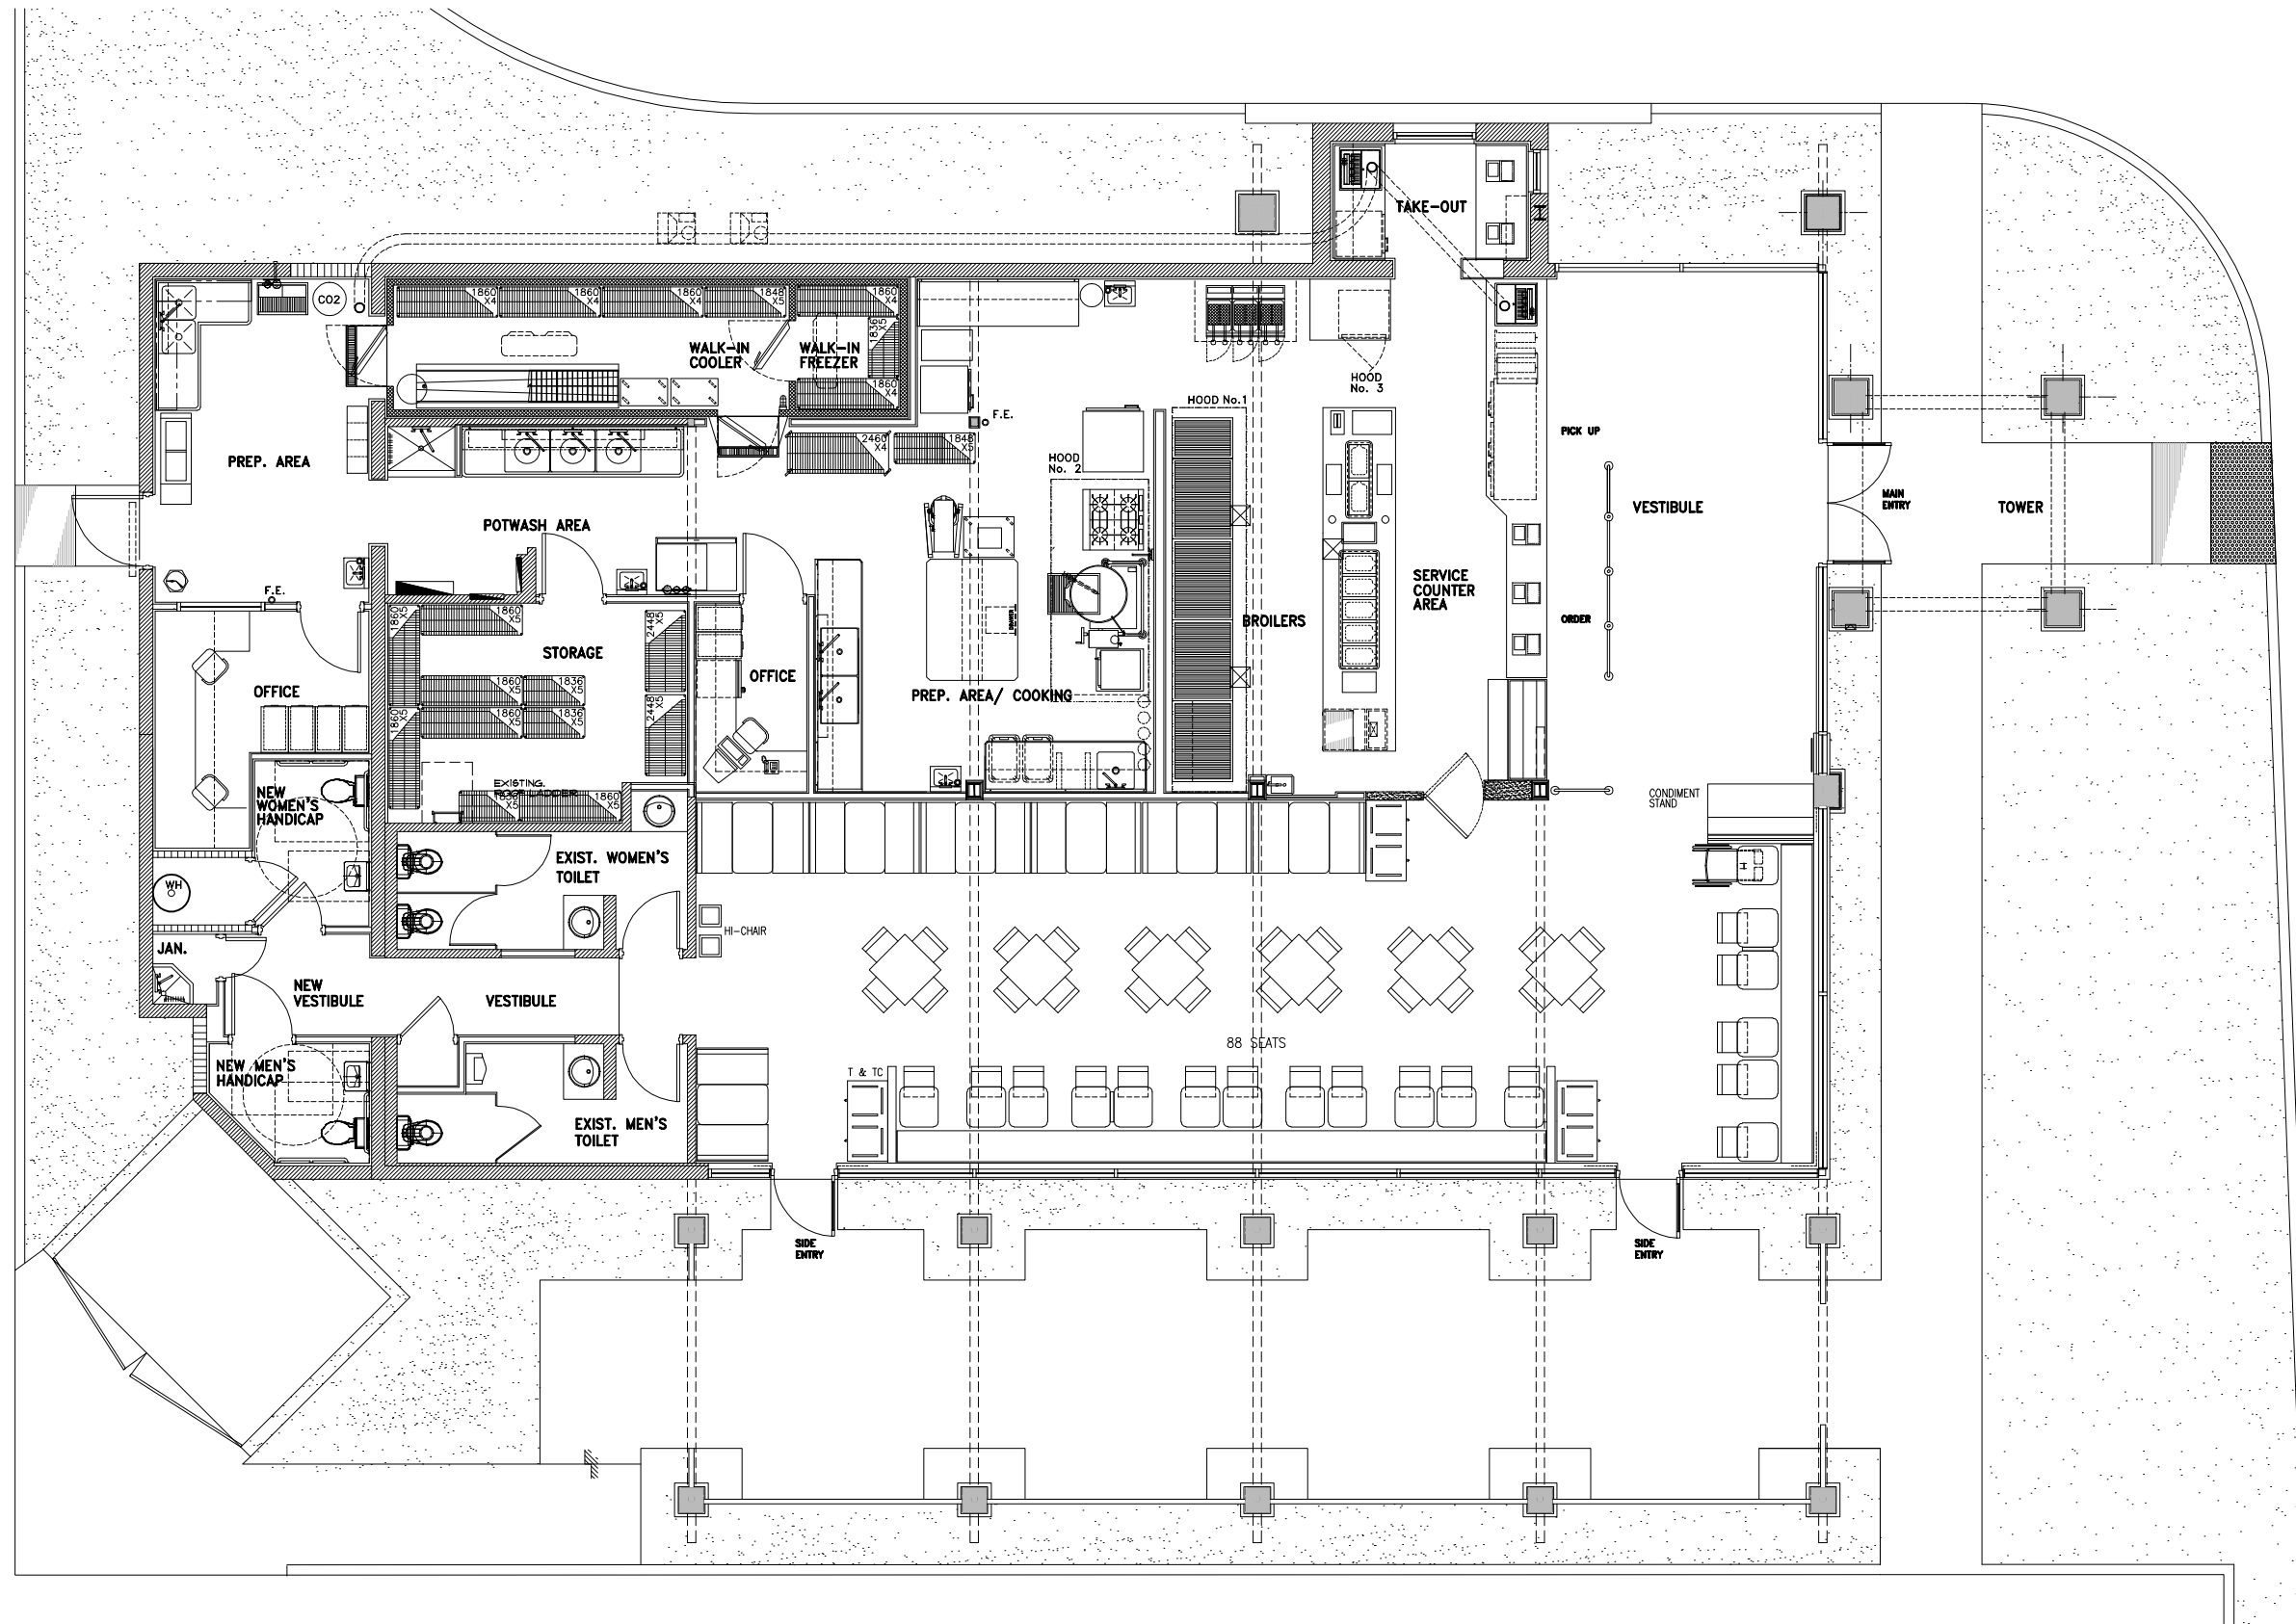 TAKE-OUT
H
CO2
1860
X4
1860
X4
1860
X4
1848
X5
1860
X4
1836
X5
WALK-IN
COOLER
WALK-IN
FREEZER
1860
X4
HOOD
No. 3
HOOD No.1
F.E.
2460
X4
1848
X5
PICK UP
PREP. AREA
HOOD
No. 2
MAIN
ENTRY
VESTIBULE
TOWER
POTWASH AREA
F.E.
SERVICE
COUNTER
AREA
1860
X5
1860
X5
2448
X5
BROILERS
ORDER
STORAGE
OFFICE
OFFICE
1860
X5
1836
X5
PREP. AREA/ COOKING
1860
X5
1860
X5
1836
X5
2448
X5
EXISTING
ROOF LADDER
1836
X5
1860
X5
NEW
WOMEN'S
HANDICAP
CONDIMENT
STAND
EXIST. WOMEN'S
TOILET
H
WH
HI-CHAIR
JAN.
NEW
VESTIBULE
VESTIBULE
88 SEATS
NEW MEN'S
HANDICAP
T & TC
EXIST. MEN'S
TOILET
SIDE
ENTRY
SIDE
ENTRY